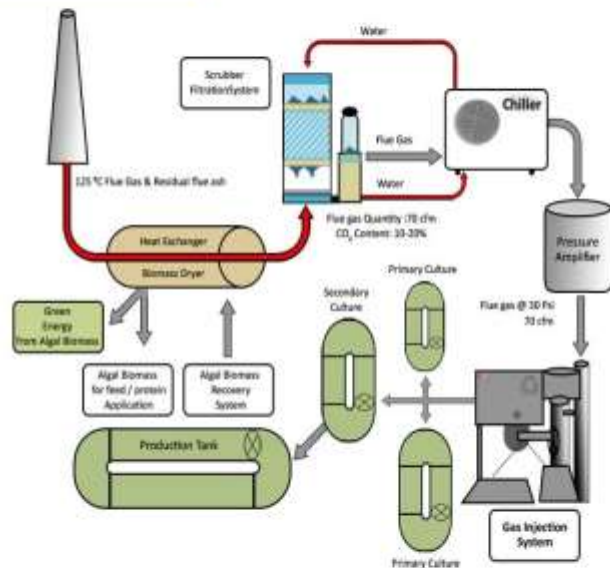 Water
Scrubber
FiltrationSystem
Chiller
Flue Gas
125 ºC Flue Gas & Residual flue ash
Water
Flue gas Quantity :70 cfm
CO₂ Content: 10-20%
Heat Exchanger
Biomass Dryer
Pressure
Amplifier
Primary Culture
Secondary
Culture
Flue gas @ 30 Psi
70 cfm
Green
Energy
from Algal Biomass
Algal Biomass
for feed / protein
Application
Algal Biomass
Recovery
System
Production Tank
Gas Injection
System
Primary Culture